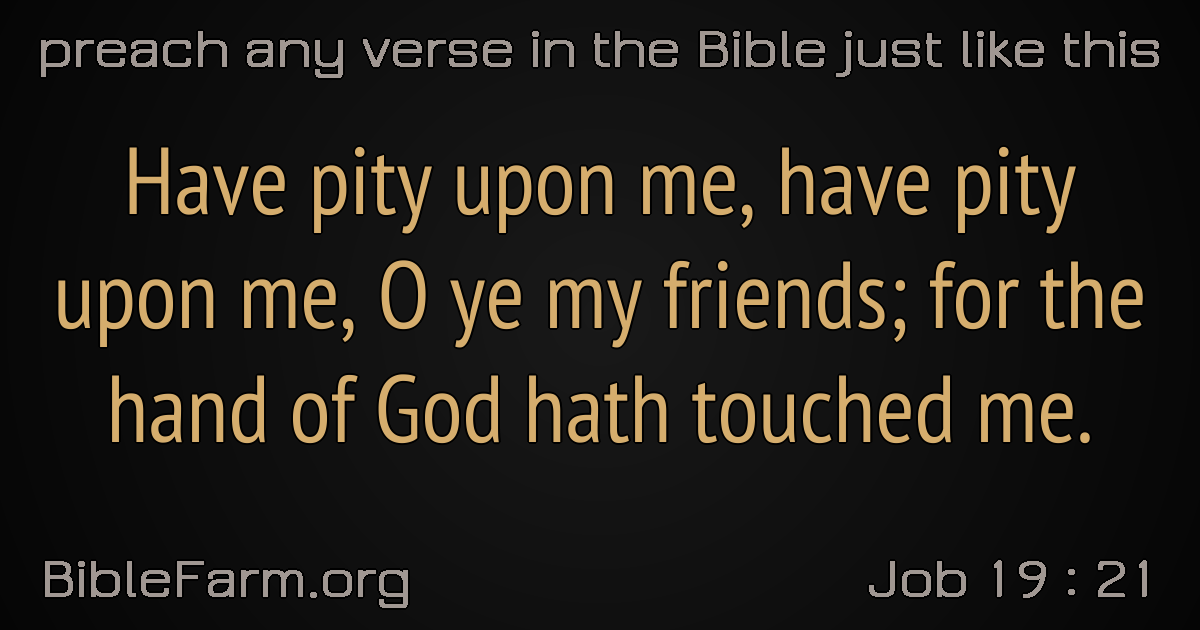 preach any verse in the Bible just like this
Have pity upon me, have pity
upon me, O ye my friends; for the
hand of God hath touched me.
BibleFarm.org
Job 19 : 21